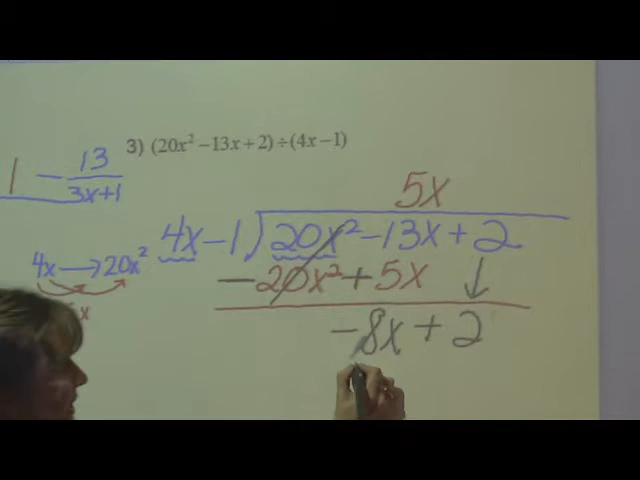 3) (20x² − 13x + 2) ÷ (4x − 1)
1 − 13/(3x+1)
5x
4x − 1 ) 20x² − 13x + 2
− 20x² + 5x ↓
− 8x + 2
4x → 20x²
x